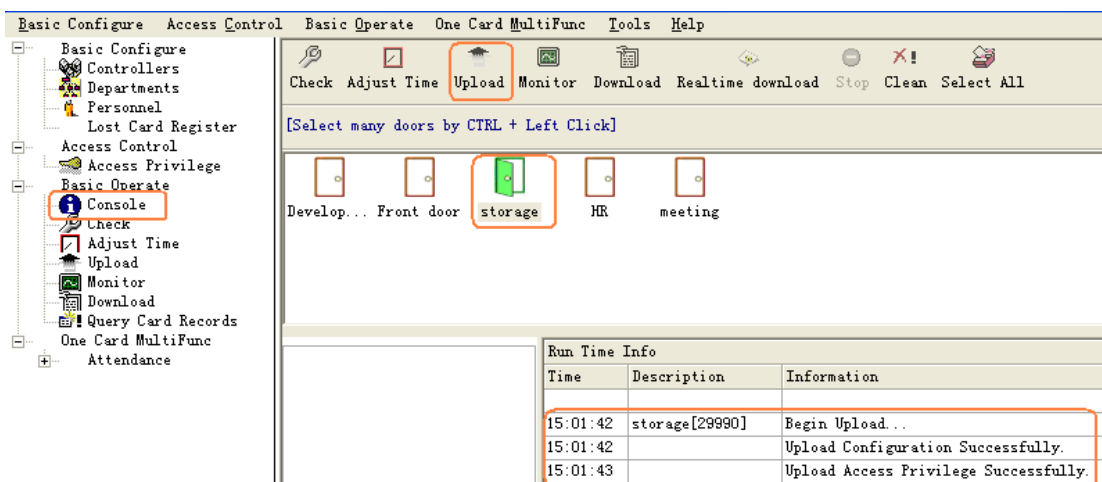 Basic Configure Access Control Basic Operate One Card MultiFunc Tools Help
Basic Configure
Controllers
Departments
Personnel
Lost Card Register
Access Control
Access Privilege
Basic Operate
Console
Check
Adjust Time
Upload
Monitor
Download
Query Card Records
One Card MultiFunc
Attendance
Check Adjust Time Upload Monitor Download Realtime download Stop Clean Select All
[Select many doors by CTRL + Left Click]
Develop... Front door storage HR meeting
Run Time Info
Time Description Information
15:01:42 storage[29990] Begin Upload...
15:01:42 Upload Configuration Successfully.
15:01:43 Upload Access Privilege Successfully.